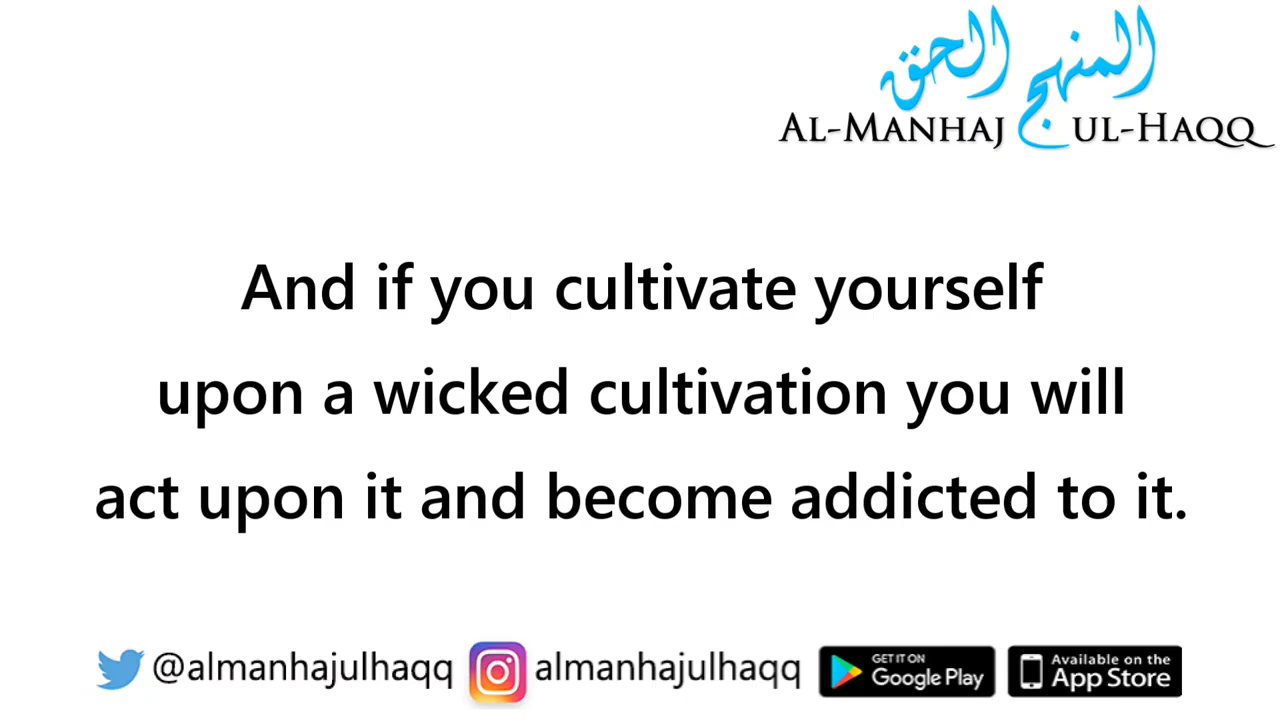 المنهج الحق
AL-MANHAJ UL-HAQQ
And if you cultivate yourself
upon a wicked cultivation you will
act upon it and become addicted to it.
@almanhajulhaqq almanhajulhaqq GET IT ON Google Play Available on the App Store